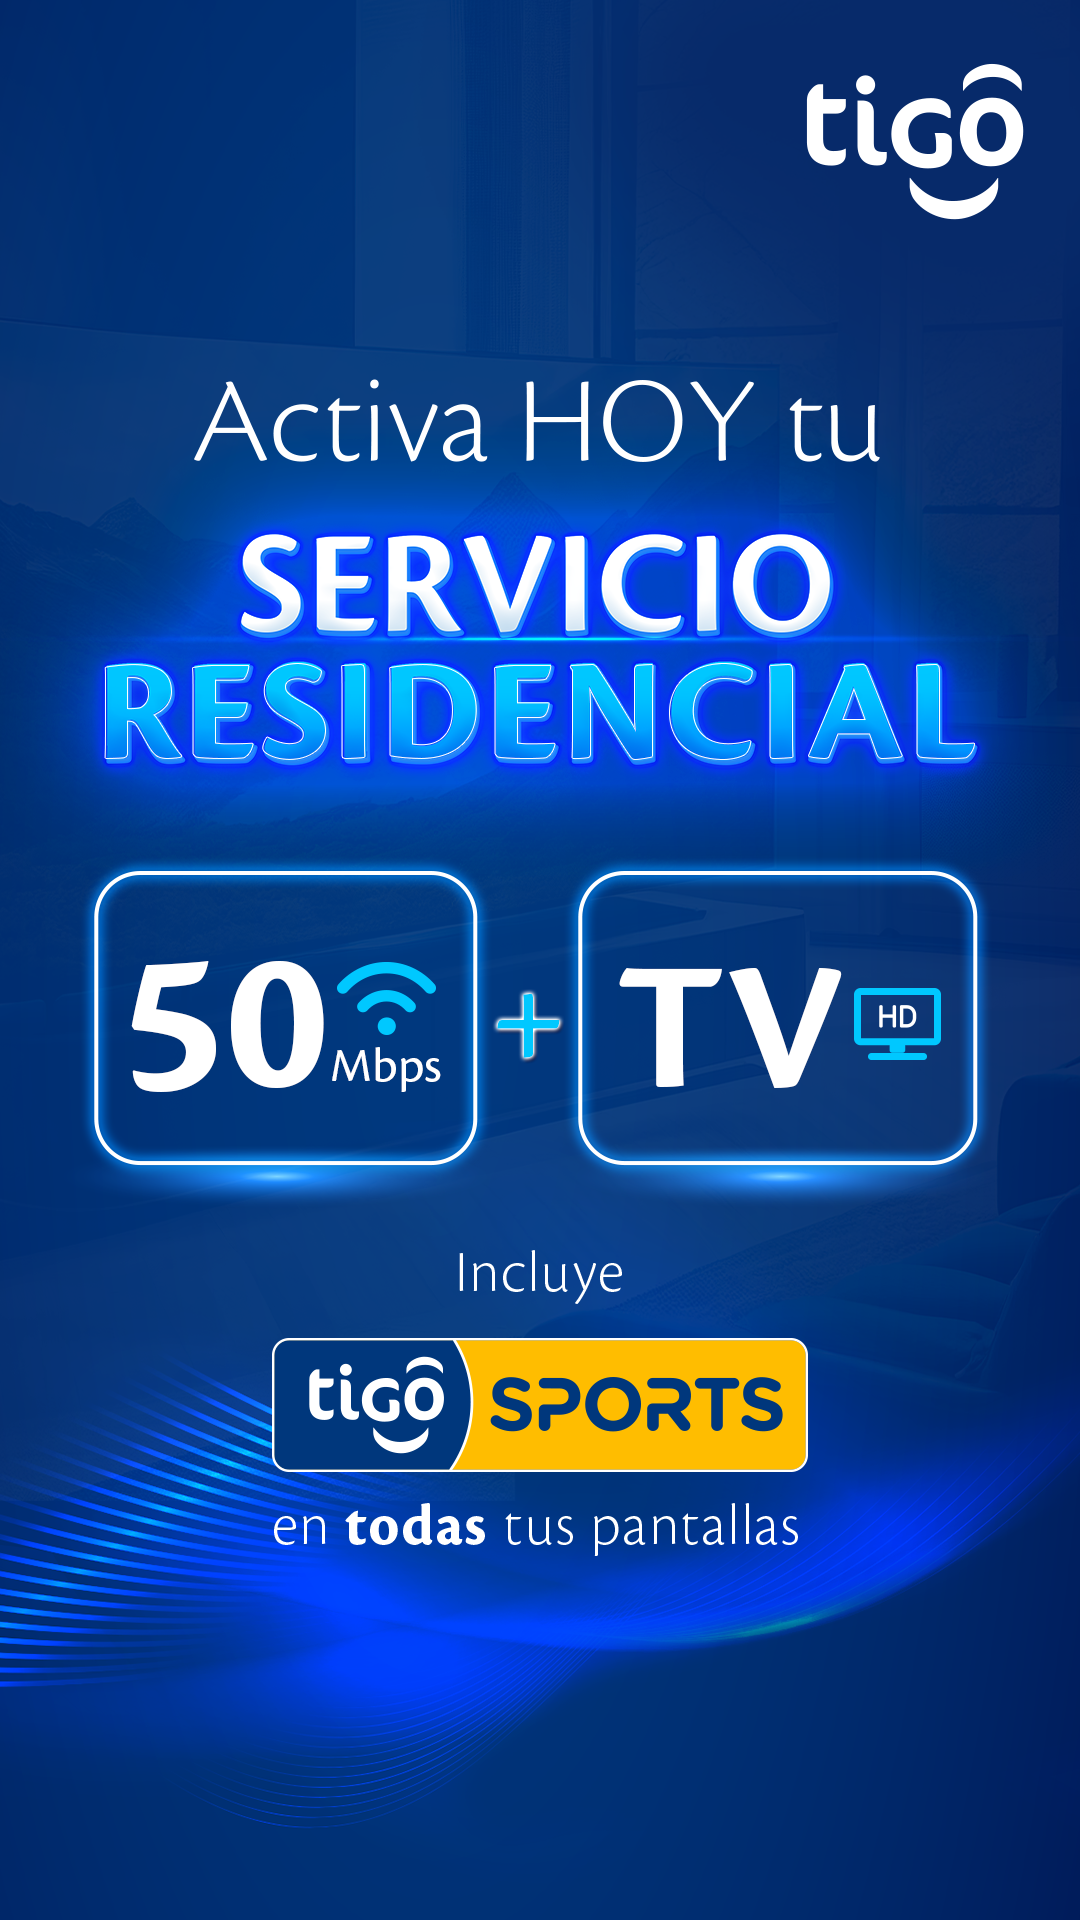 tigo
Activa HOY tu
SERVICIO
RESIDENCIAL
50 Mbps + TV HD
Incluye
tigo SPORTS
en todas tus pantallas